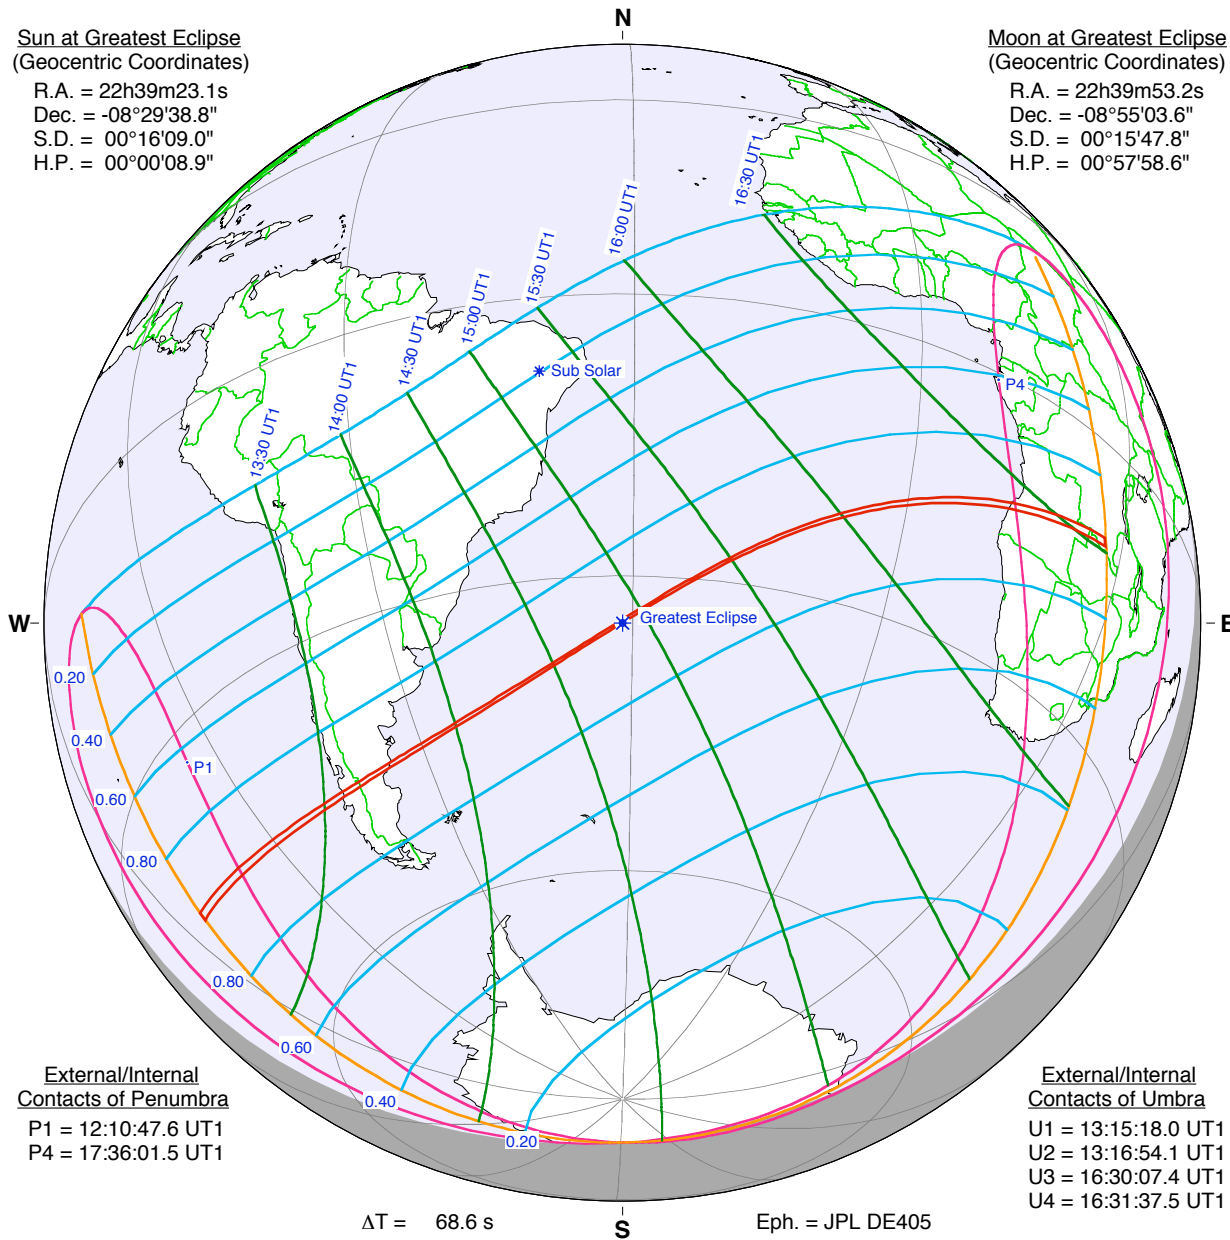 N
Sun at Greatest Eclipse
(Geocentric Coordinates)
R.A. = 22h39m23.1s
Dec. = -08°29'38.8"
S.D. = 00°16'09.0"
H.P. = 00°00'08.9"
Moon at Greatest Eclipse
(Geocentric Coordinates)
R.A. = 22h39m53.2s
Dec. = -08°55'03.6"
S.D. = 00°15'47.8"
H.P. = 00°57'58.6"
13:30 UT1
14:00 UT1
14:30 UT1
15:00 UT1
15:30 UT1
16:00 UT1
16:30 UT1
Sub Solar
P4
W
E
Greatest Eclipse
0.20
0.40
P1
0.60
0.80
0.80
0.60
0.40
0.20
External/Internal
Contacts of Penumbra
P1 = 12:10:47.6 UT1
P4 = 17:36:01.5 UT1
External/Internal
Contacts of Umbra
U1 = 13:15:18.0 UT1
U2 = 13:16:54.1 UT1
U3 = 16:30:07.4 UT1
U4 = 16:31:37.5 UT1
ΔT = 68.6 s
S
Eph. = JPL DE405